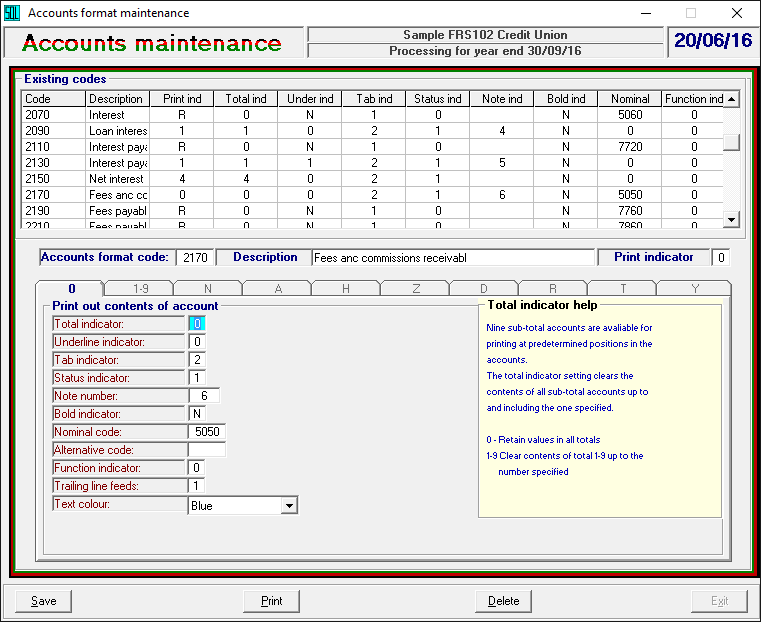 Accounts format maintenance
Accounts maintenance
Sample FRS102 Credit Union
Processing for year end 30/09/16
20/06/16
Existing codes
Code Description Print ind Total ind Under ind Tab ind Status ind Note ind Bold ind Nominal Function ind
2070 Interest R 0 N 1 0 N 5060 0
2090 Loan interes 1 1 0 2 1 4 N 0 0
2110 Interest paya R 0 N 1 0 N 7720 0
2130 Interest paya 1 1 1 2 1 5 N 0 0
2150 Net interest 4 4 0 2 1 N 0 0
2170 Fees anc cc 0 0 0 2 1 6 N 5050 0
2190 Fees payabl R 0 N 1 0 N 7760 0
2210 Fees payabl R 0 N 1 0 N 7860 0
Accounts format code: 2170 Description Fees anc commissions receivabl Print indicator 0
0 1-9 N A H Z D R T Y
Print out contents of account
Total indicator: 0
Underline indicator: 0
Tab indicator: 2
Status indicator: 1
Note number: 6
Bold indicator: N
Nominal code: 5050
Alternative code:
Function indicator: 0
Trailing line feeds: 1
Text colour: Blue
Total indicator help
Nine sub-total accounts are avaliable for
printing at predetermined positions in the
accounts.
The total indicator setting clears the
contents of all sub-total accounts up to
and including the one specified.
0 - Retain values in all totals
1-9 Clear contents of total 1-9 up to the
number specified
Save Print Delete Exit